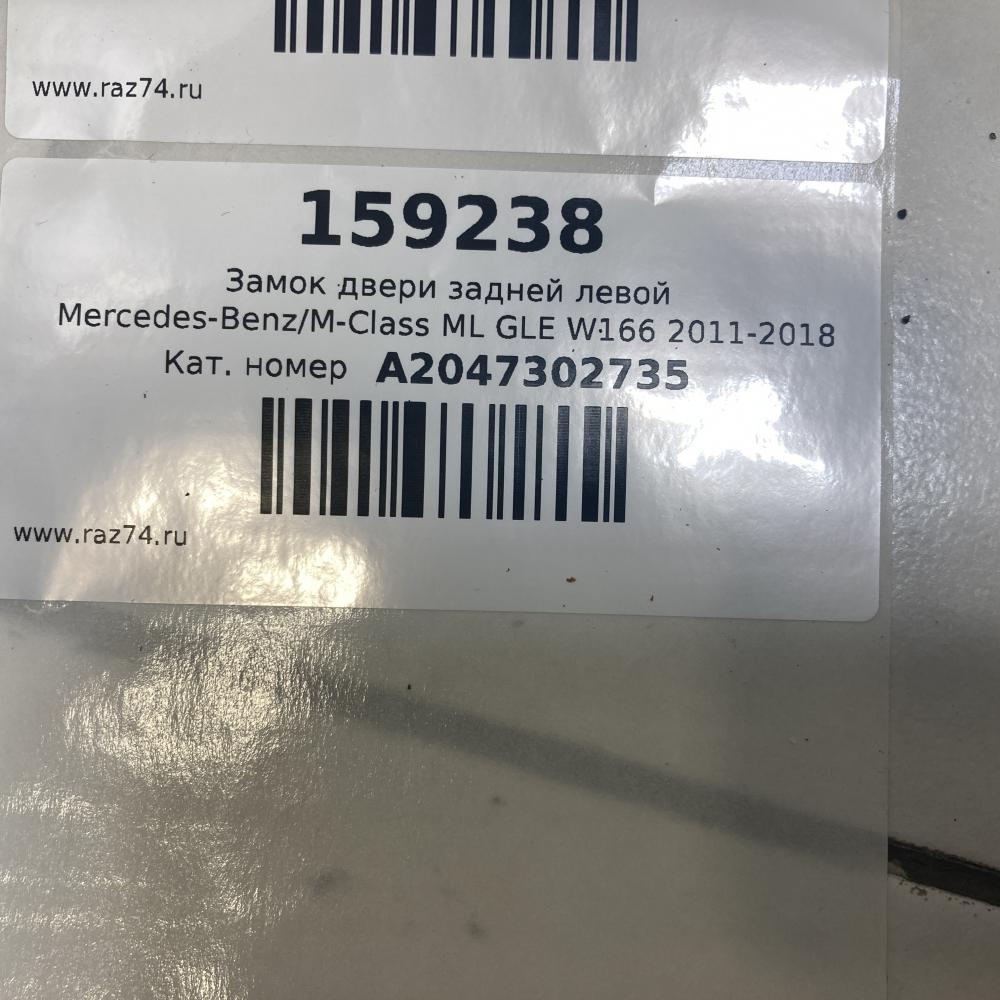 www.raz74.ru
159238
Замок двери задней левой
Mercedes-Benz/M-Class ML GLE W166 2011-2018
Кат. номер A2047302735
www.raz74.ru